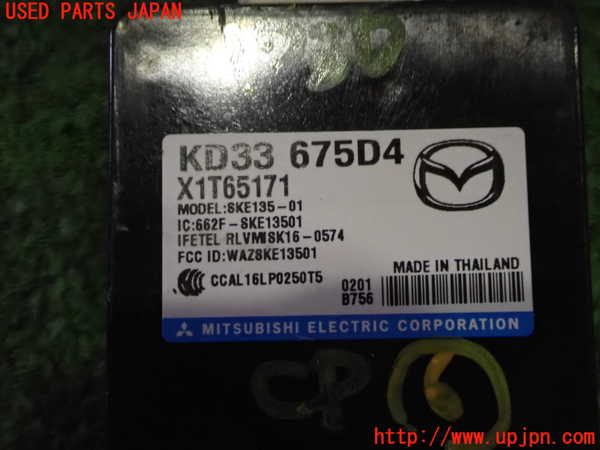 USED PARTS JAPAN
KD33 675D4
X1T65171
MODEL:SKE135-01
IC:662F-SKE13501
IFETEL RLVMISK16-0574
FCC ID:WAZSKE13501
CCAL16LP0250T5
MADE IN THAILAND
0201
B756
MITSUBISHI ELECTRIC CORPORATION
CP 6
http://www.upjpn.com